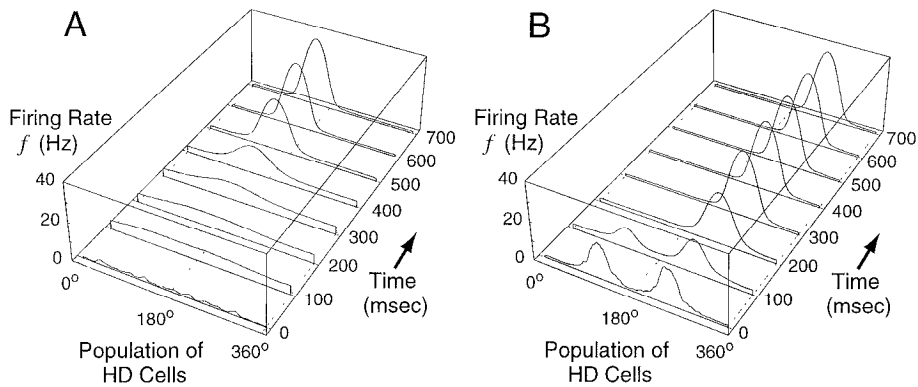 A
Firing Rate
f (Hz)
40
20
0
0°
180°
360°
Population of
HD Cells
0
100
200
300
400
500
600
700
Time
(msec)
B
Firing Rate
f (Hz)
40
20
0
0°
180°
360°
Population of
HD Cells
0
100
200
300
400
500
600
700
Time
(msec)